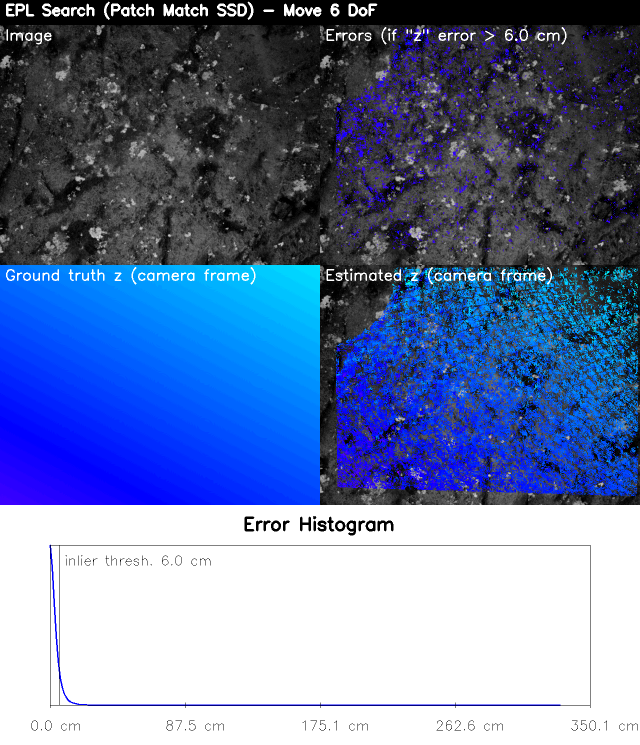 EPL Search (Patch Match SSD) - Move 6 DoF
Image
Errors (if "z" error > 6.0 cm)
Ground truth z (camera frame)
Estimated z (camera frame)
Error Histogram
inlier thresh. 6.0 cm
0.0 cm
87.5 cm
175.1 cm
262.6 cm
350.1 cm